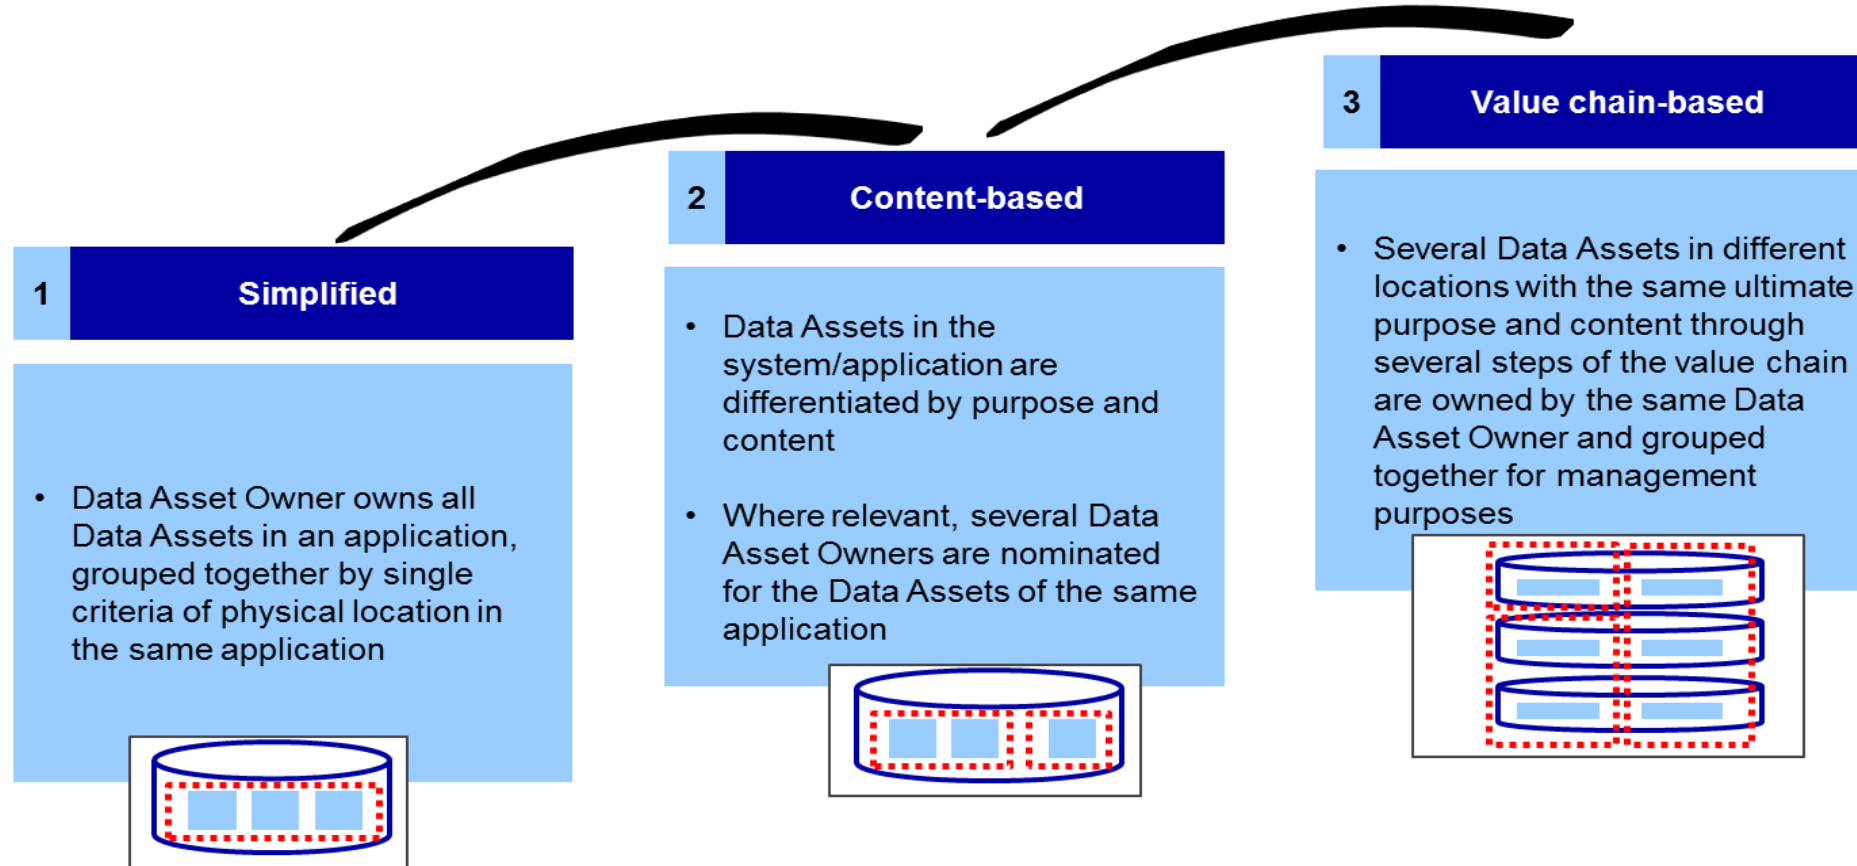 1
Simplified
• Data Asset Owner owns all
Data Assets in an application,
grouped together by single
criteria of physical location in
the same application
2
Content-based
• Data Assets in the
system/application are
differentiated by purpose and
content
• Where relevant, several Data
Asset Owners are nominated
for the Data Assets of the same
application
3
Value chain-based
• Several Data Assets in different
locations with the same ultimate
purpose and content through
several steps of the value chain
are owned by the same Data
Asset Owner and grouped
together for management
purposes